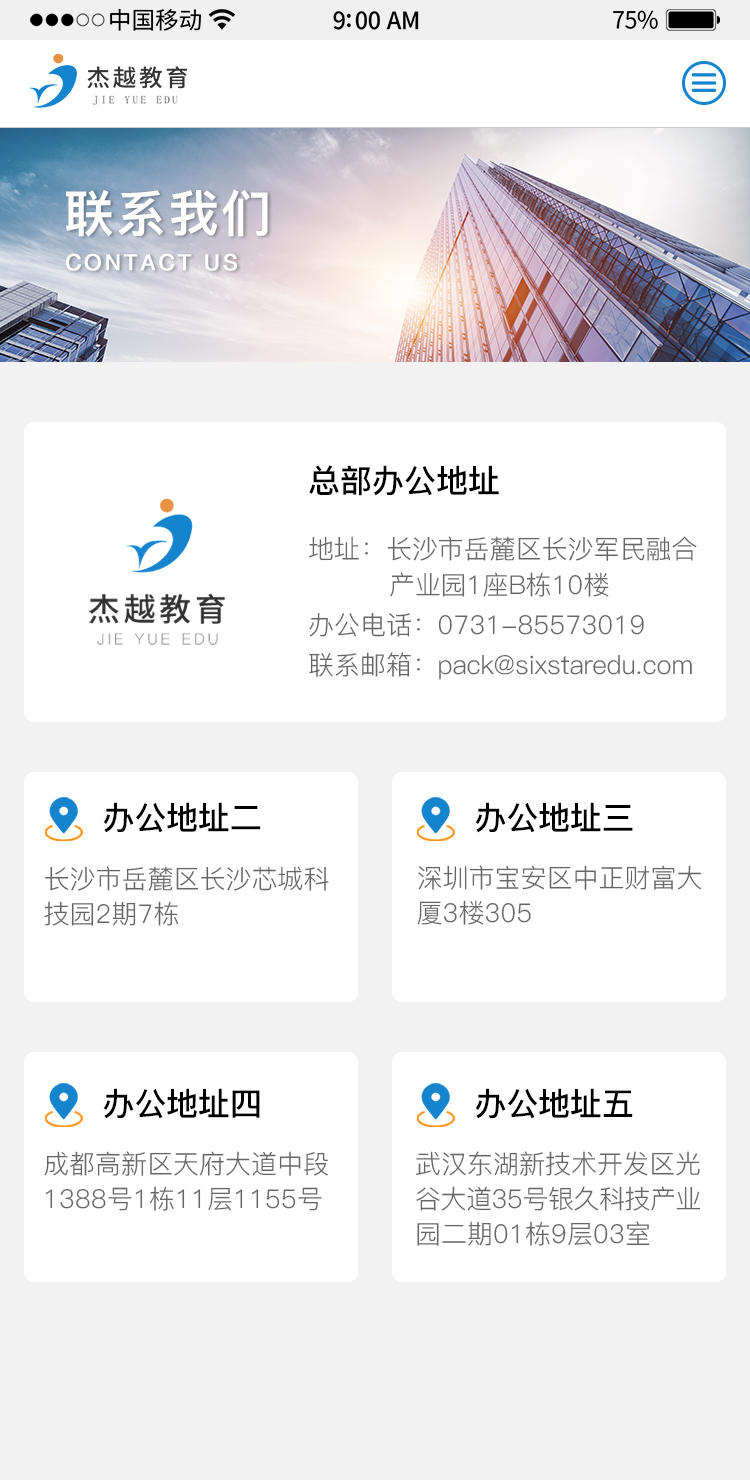 中国移动 9:00 AM 75%
杰越教育
JIE YUE EDU
联系我们
CONTACT US
杰越教育
JIE YUE EDU
总部办公地址
地址：长沙市岳麓区长沙军民融合
产业园1座B栋10楼
办公电话：0731-85573019
联系邮箱：pack@sixstaredu.com
办公地址二
长沙市岳麓区长沙芯城科
技园2期7栋
办公地址三
深圳市宝安区中正财富大
厦3楼305
办公地址四
成都高新区天府大道中段
1388号1栋11层1155号
办公地址五
武汉东湖新技术开发区光
谷大道35号银久科技产业
园二期01栋9层03室